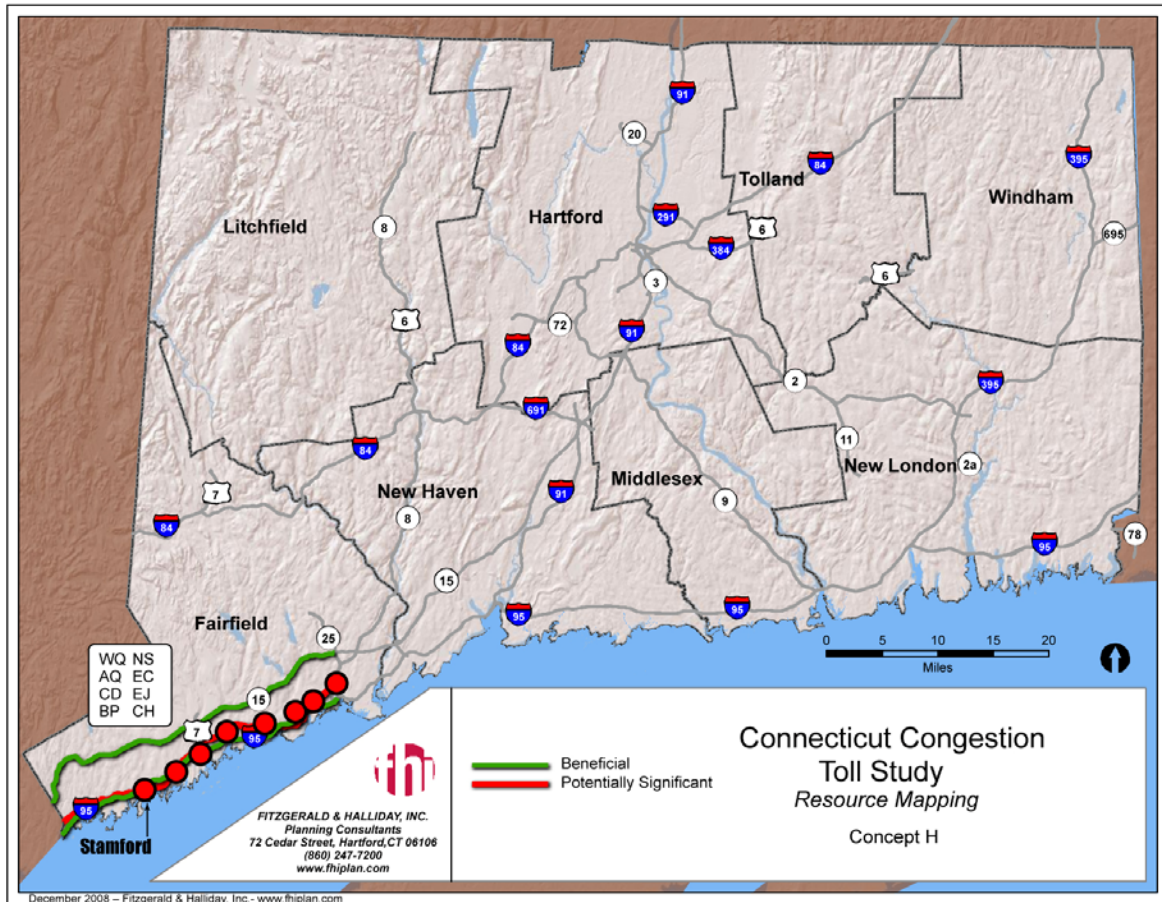 91
20
395
84
Tolland
Windham
Litchfield
8
Hartford
291
6
695
384
3
6
6
72
91
84
2
395
691
11
84
New Haven
Middlesex
New London
2a
7
91
9
8
84
78
95
15
95
95
Fairfield
25
0 5 10 15 20
Miles
WQ NS
AQ EC
CD EJ
BP CH
15
7
95
95
Stamford
fhi
FITZGERALD & HALLIDAY, INC.
Planning Consultants
72 Cedar Street, Hartford,CT 06106
(860) 247-7200
www.fhiplan.com
Beneficial
Potentially Significant
Connecticut Congestion
Toll Study
Resource Mapping
Concept H
December 2008 – Fitzgerald & Halliday, Inc.- www.fhiplan.com